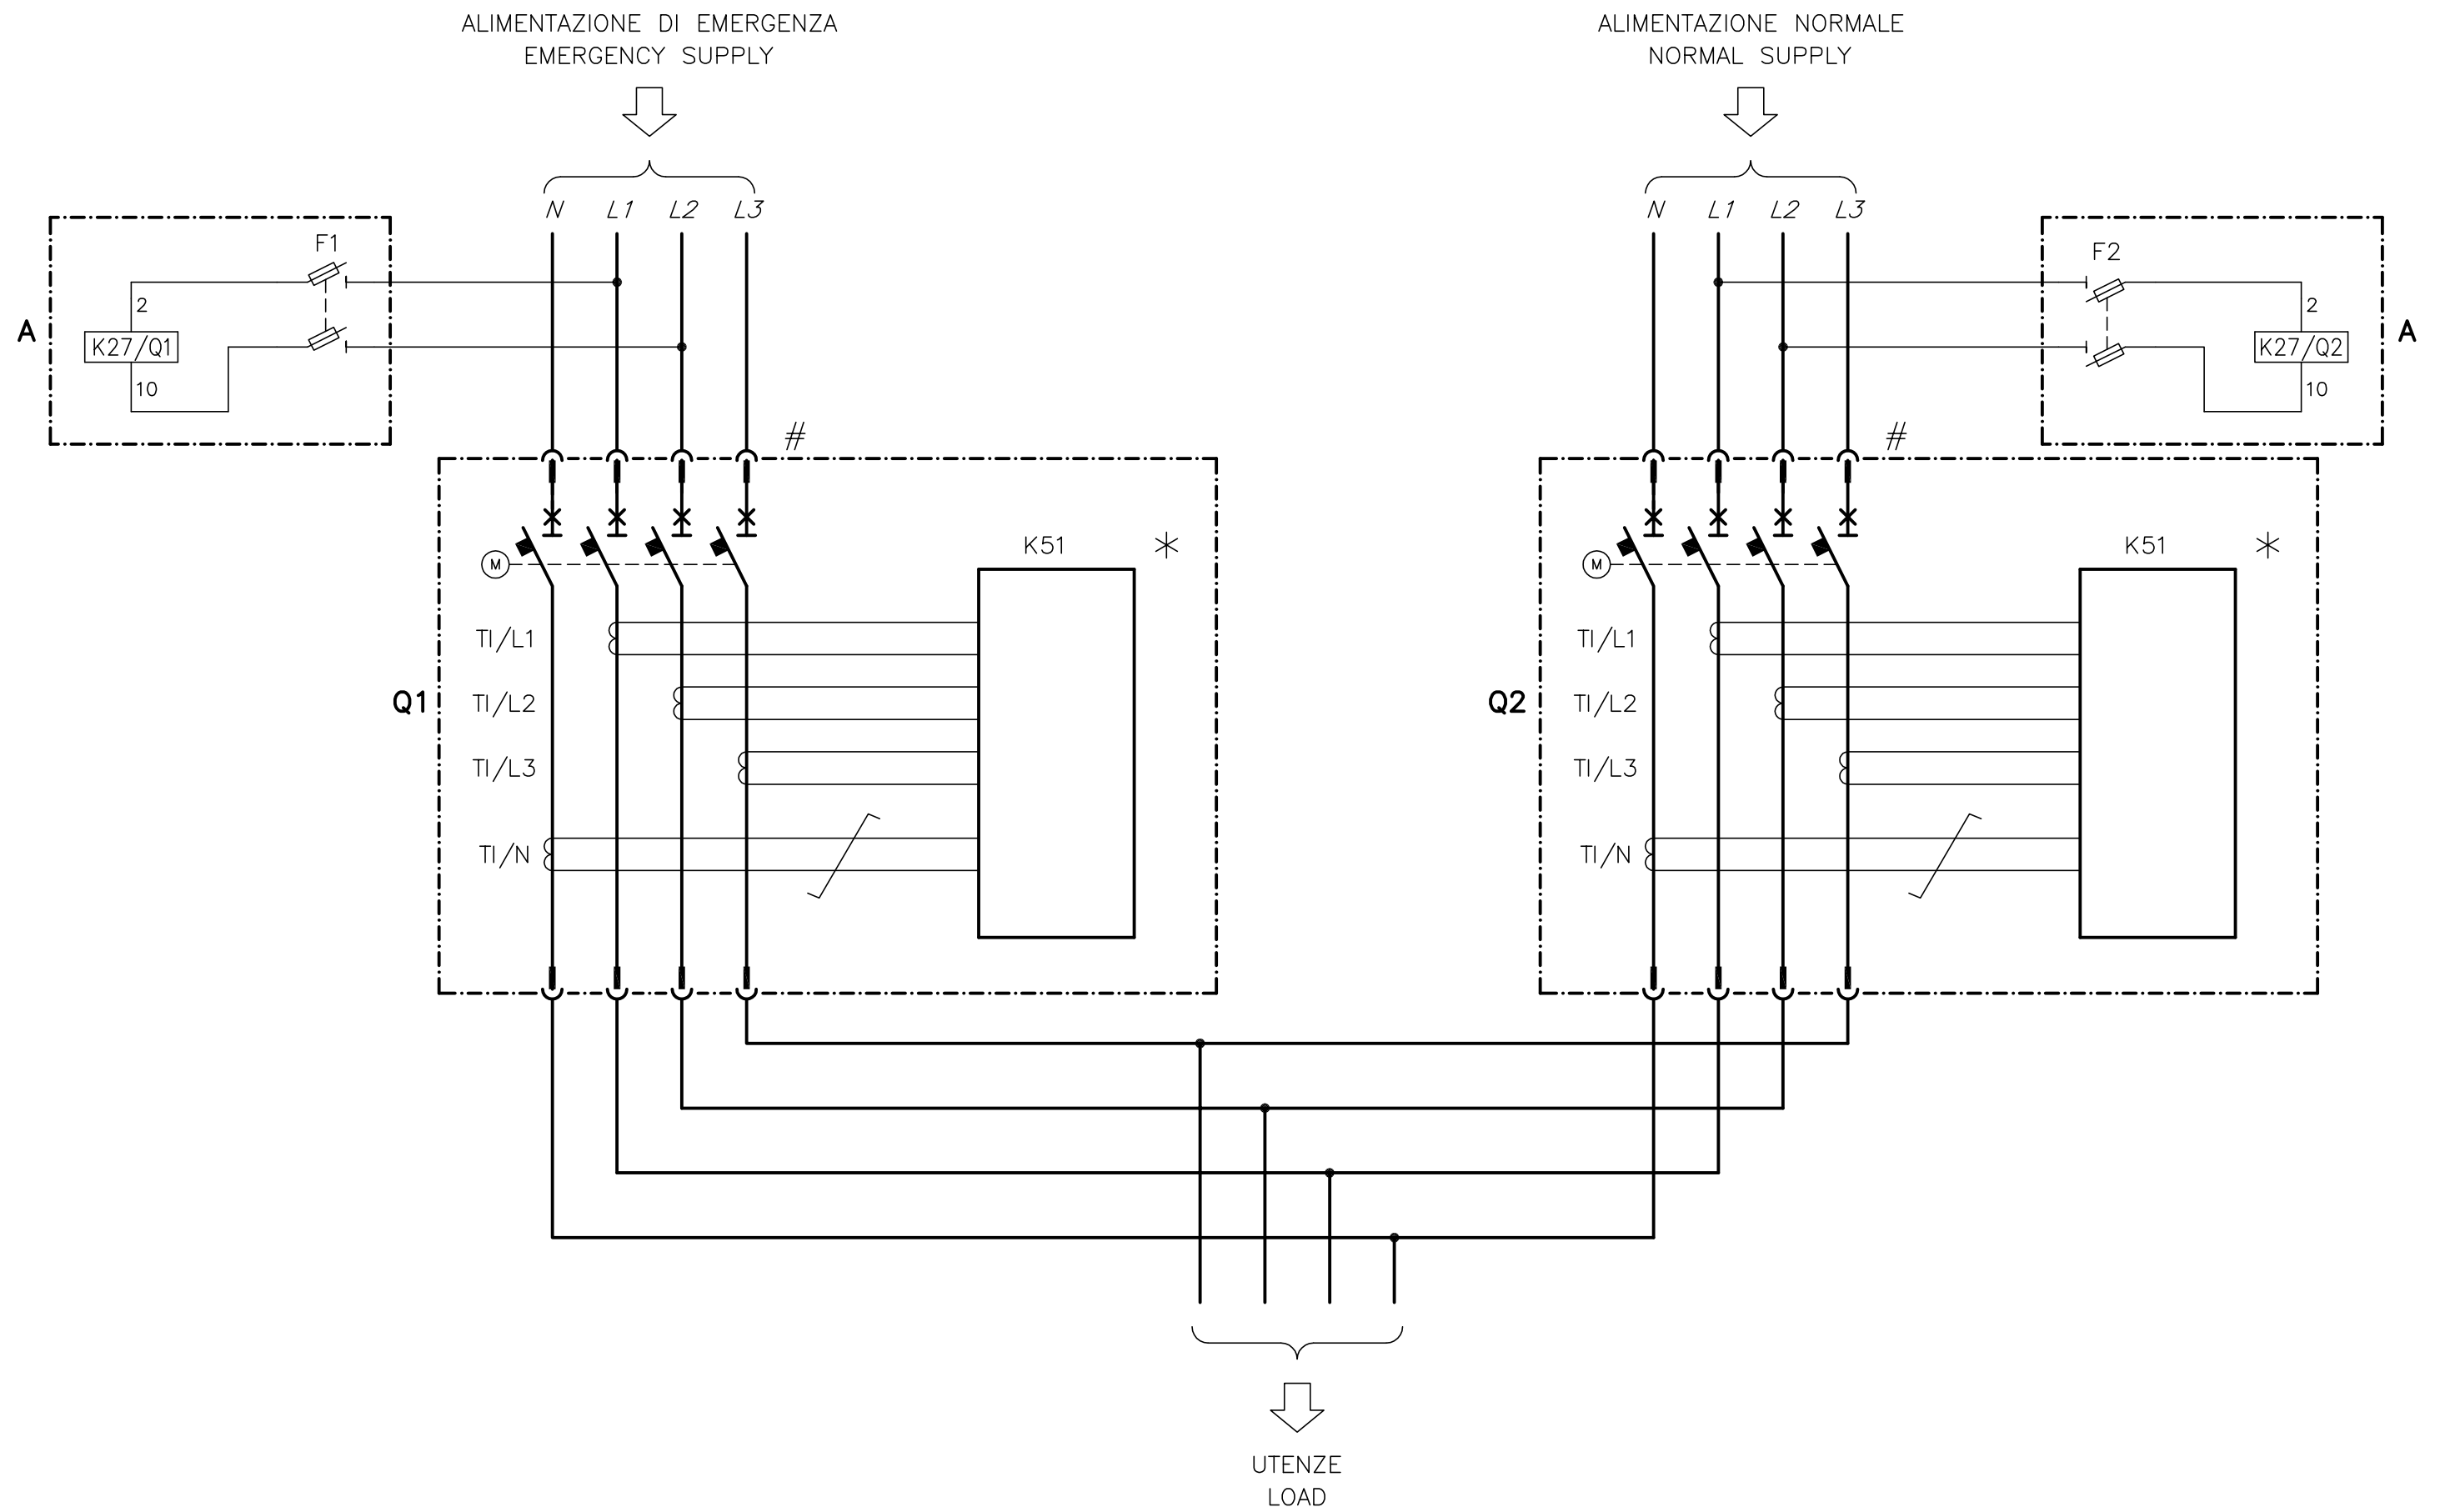 ALIMENTAZIONE DI EMERGENZA
EMERGENCY SUPPLY
ALIMENTAZIONE NORMALE
NORMAL SUPPLY
N L1 L2 L3
N L1 L2 L3
F1
F2
2
2
A
K27/Q1
K27/Q2
A
10
10
#
#
K51 *
K51 *
M
M
TI/L1
TI/L1
Q1
TI/L2
Q2
TI/L2
TI/L3
TI/L3
TI/N
TI/N
UTENZE
LOAD